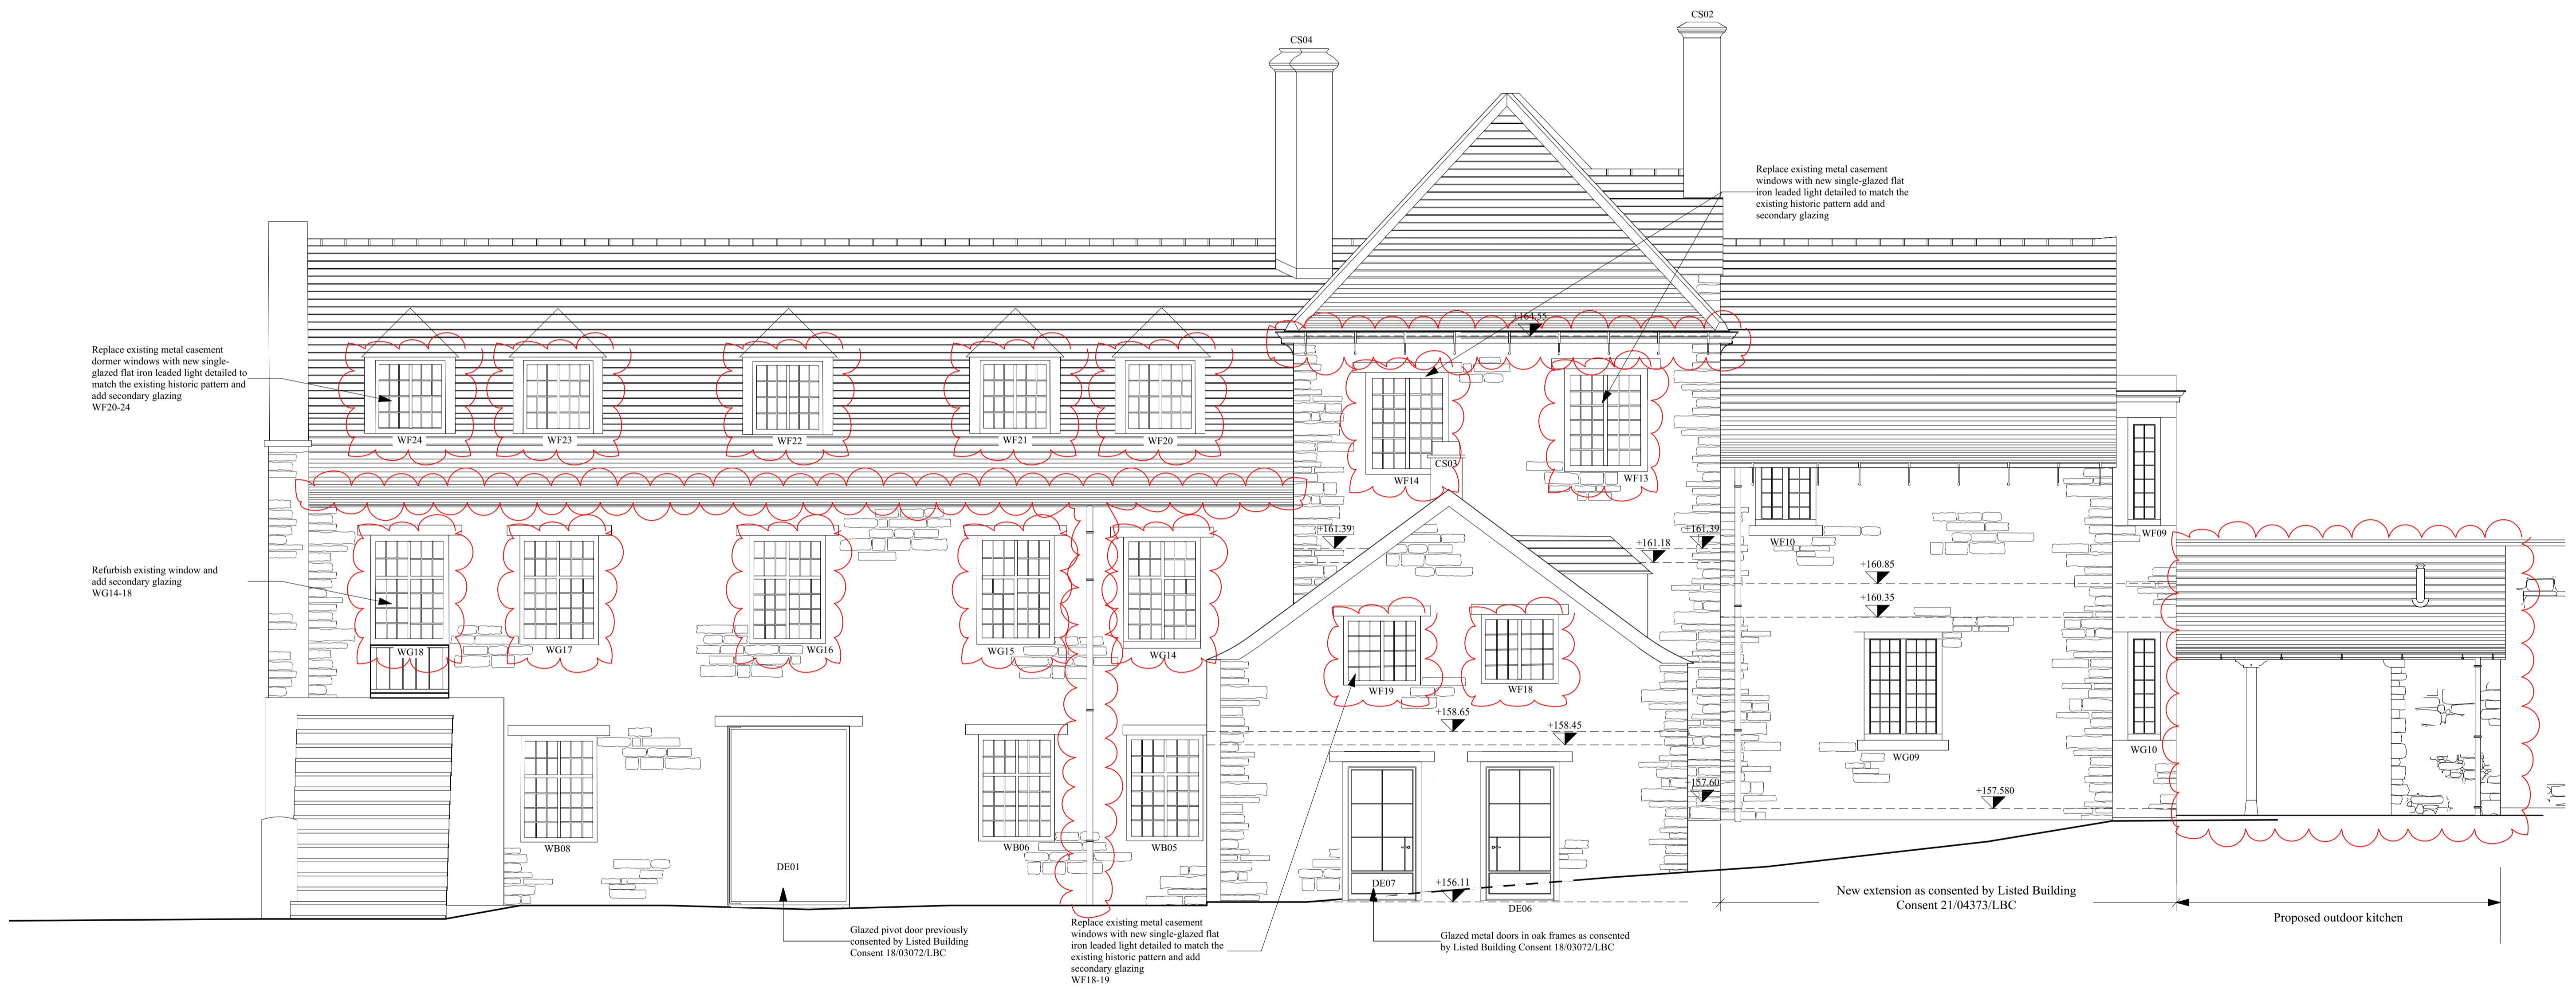 CS02
CS04
Replace existing metal casement
windows with new single-glazed flat
iron leaded light detailed to match the
existing historic pattern add and
secondary glazing
+164.55
Replace existing metal casement
dormer windows with new single-
glazed flat iron leaded light detailed to
match the existing historic pattern and
add secondary glazing
WF20-24
WF24
WF23
WF22
WF21
WF20
CS03
WF14
WF13
+161.39
+161.39
+161.18
WF10
WF09
+160.85
+160.35
Refurbish existing window and
add secondary glazing
WG14-18
WG18
WG17
WG16
WG15
WG14
WF19
WF18
+158.65
+158.45
WG10
WG09
157.60
+157.580
WB08
WB06
WB05
DE01
DE07
+156.11
DE06
New extension as consented by Listed Building
Consent 21/04373/LBC
Proposed outdoor kitchen
Glazed pivot door previously
consented by Listed Building
Consent 18/03072/LBC
Replace existing metal casement
windows with new single-glazed flat
iron leaded light detailed to match the
existing historic pattern and add
secondary glazing
WF18-19
Glazed metal doors in oak frames as consented
by Listed Building Consent 18/03072/LBC